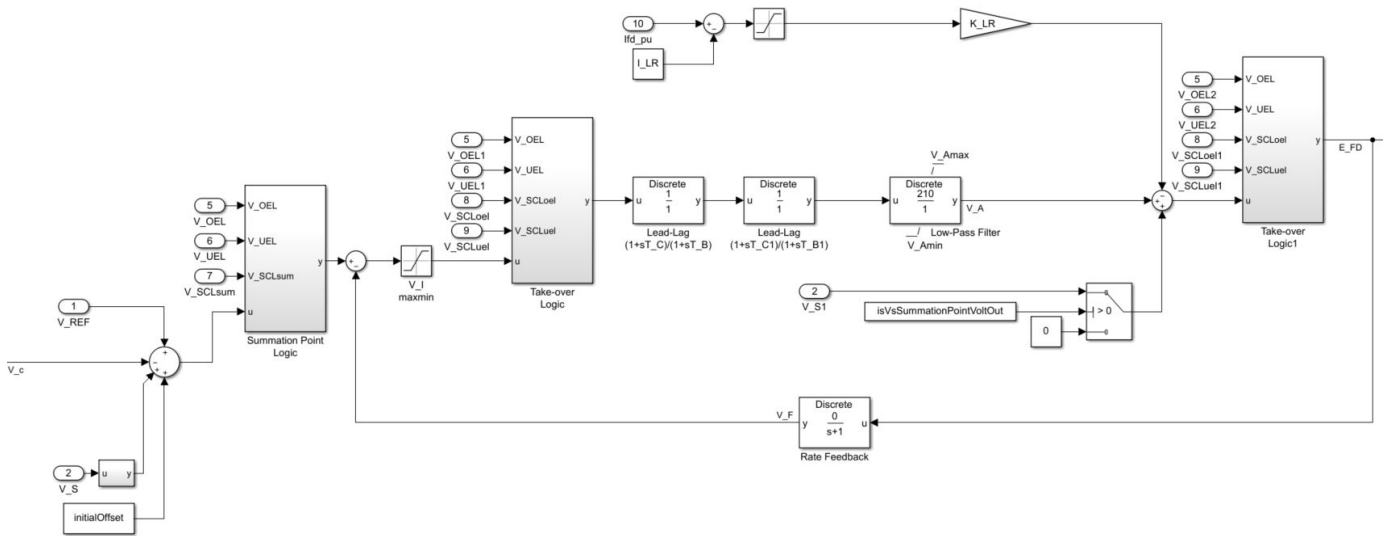 10
Ifd_pu
+
−
I_LR
K_LR
5
V_OEL2
6
V_UEL2
8
V_SCLoel1
9
V_SCLuel1
V_OEL
V_UEL
V_SCLoel
V_SCLuel
u
y
Take-over
Logic1
E_FD
5
V_OEL1
6
V_UEL1
8
V_SCLoel
9
V_SCLuel
V_OEL
V_UEL
V_SCLoel
V_SCLuel
u
y
Take-over
Logic
Discrete
u
1
1
y
Lead-Lag
(1+sT_C)/(1+sT_B)
Discrete
u
1
1
y
Lead-Lag
(1+sT_C1)/(1+sT_B1)
V_Amax
Discrete
u
210
1
y
V_A
Low-Pass Filter
V_Amin
+
+
+
5
V_OEL
6
V_UEL
7
V_SCLsum
V_OEL
V_UEL
V_SCLsum
u
y
Summation Point
Logic
+
−
V_I
maxmin
1
V_REF
V_c
+
−
+
+
2
V_S
u y
initialOffset
2
V_S1
isVsSummationPointVoltOut
0
> 0
V_F
Discrete
y
0
s+1
u
Rate Feedback